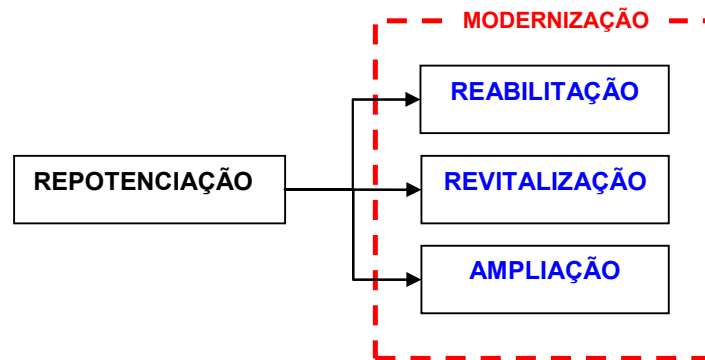 MODERNIZAÇÃO
REABILITAÇÃO
REPOTENCIAÇÃO
REVITALIZAÇÃO
AMPLIAÇÃO